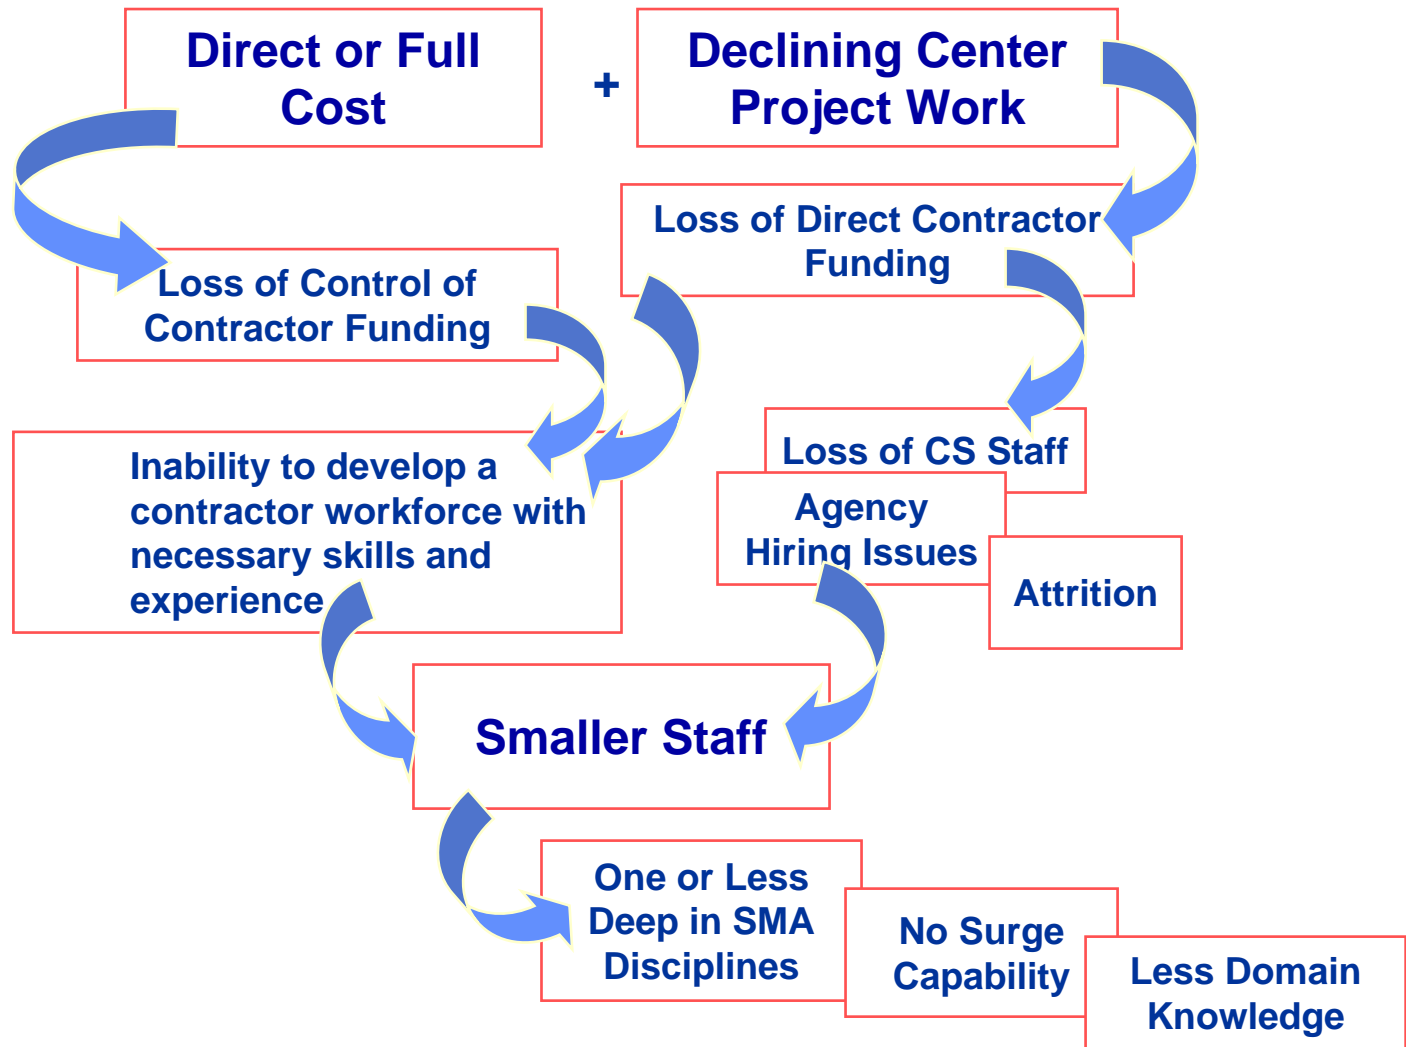 Direct or Full
Cost
+
Declining Center
Project Work
Loss of Direct Contractor
Funding
Loss of Control of
Contractor Funding
Inability to develop a
contractor workforce with
necessary skills and
experience
Loss of CS Staff
Agency
Hiring Issues
Attrition
Smaller Staff
One or Less
Deep in SMA
Disciplines
No Surge
Capability
Less Domain
Knowledge